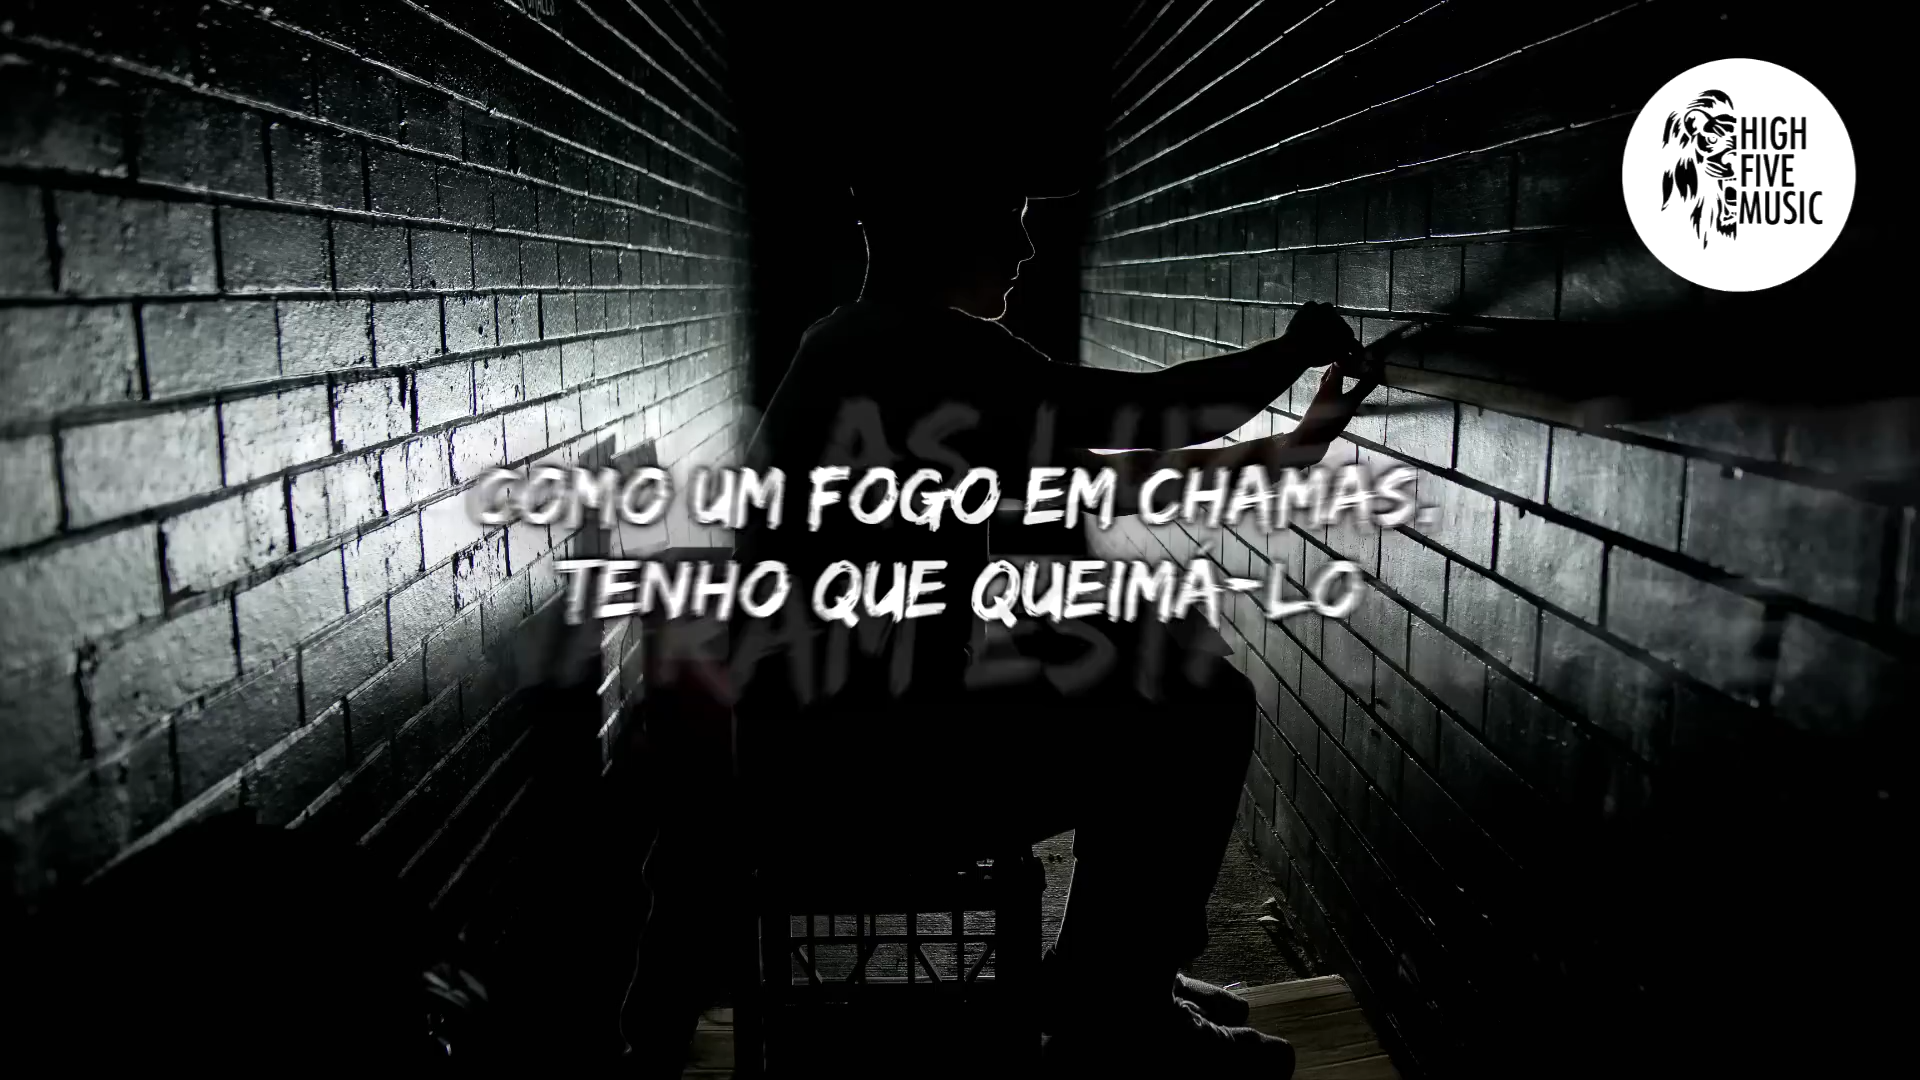 HIGH
FIVE
MUSIC
COMO UM FOGO EM CHAMAS.
TENHO QUE QUEIMÁ-LO